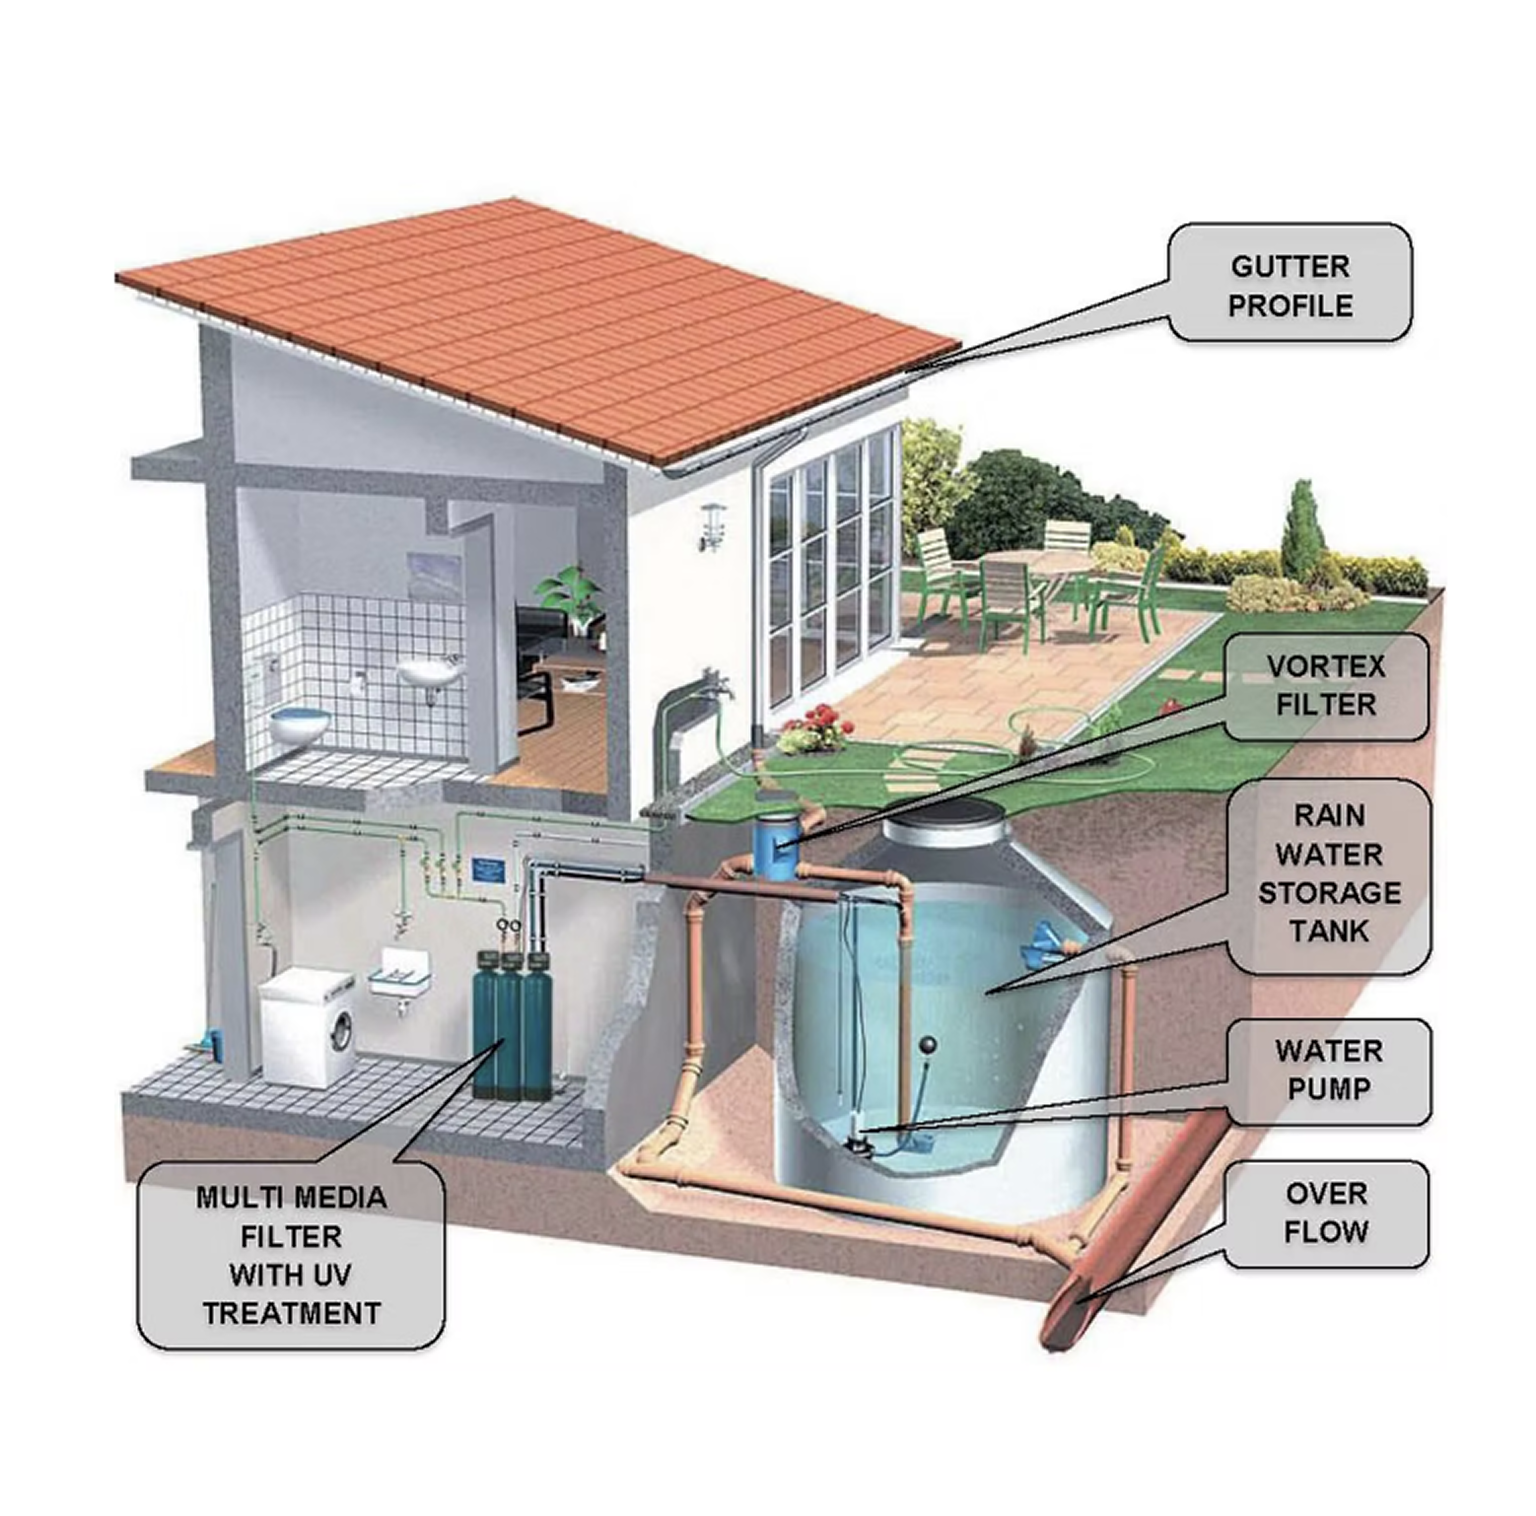 GUTTER
PROFILE
VORTEX
FILTER
RAIN
WATER
STORAGE
TANK
WATER
PUMP
OVER
FLOW
MULTI MEDIA
FILTER
WITH UV
TREATMENT